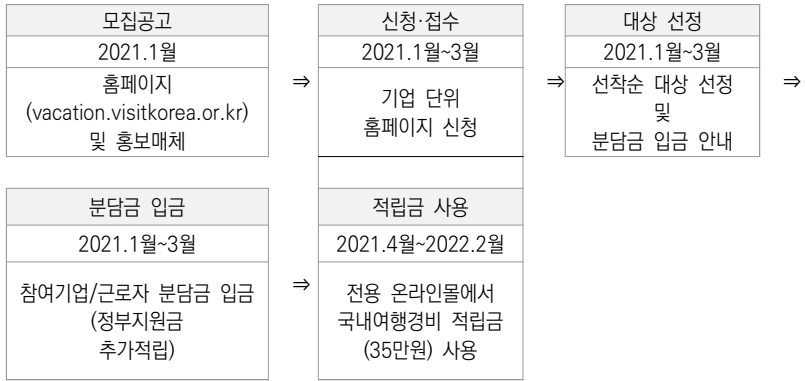 모집공고
2021.1월
홈페이지
(vacation.visitkorea.or.kr)
및 홍보매체
⇒
신청·접수
2021.1월~3월
기업 단위
홈페이지 신청
⇒
대상 선정
2021.1월~3월
선착순 대상 선정
및
분담금 입금 안내
⇒
분담금 입금
2021.1월~3월
참여기업/근로자 분담금 입금
(정부지원금
추가적립)
⇒
적립금 사용
2021.4월~2022.2월
전용 온라인몰에서
국내여행경비 적립금
(35만원) 사용